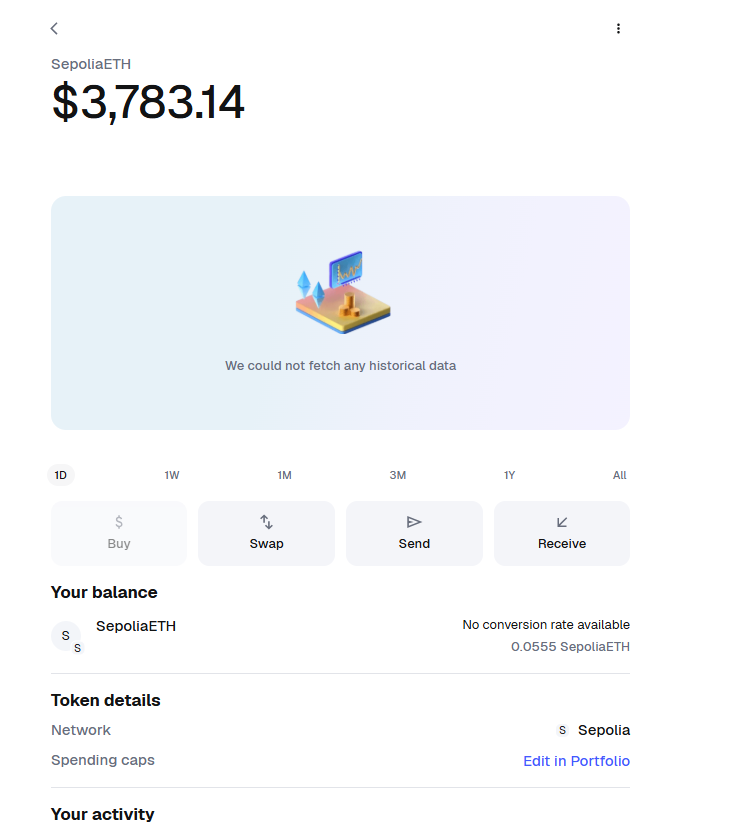 SepoliaETH
$3,783.14
We could not fetch any historical data
1D 1W 1M 3M 1Y All
$
Buy Swap Send Receive
Your balance
S SepoliaETH No conversion rate available
S 0.0555 SepoliaETH
Token details
Network S Sepolia
Spending caps Edit in Portfolio
Your activity